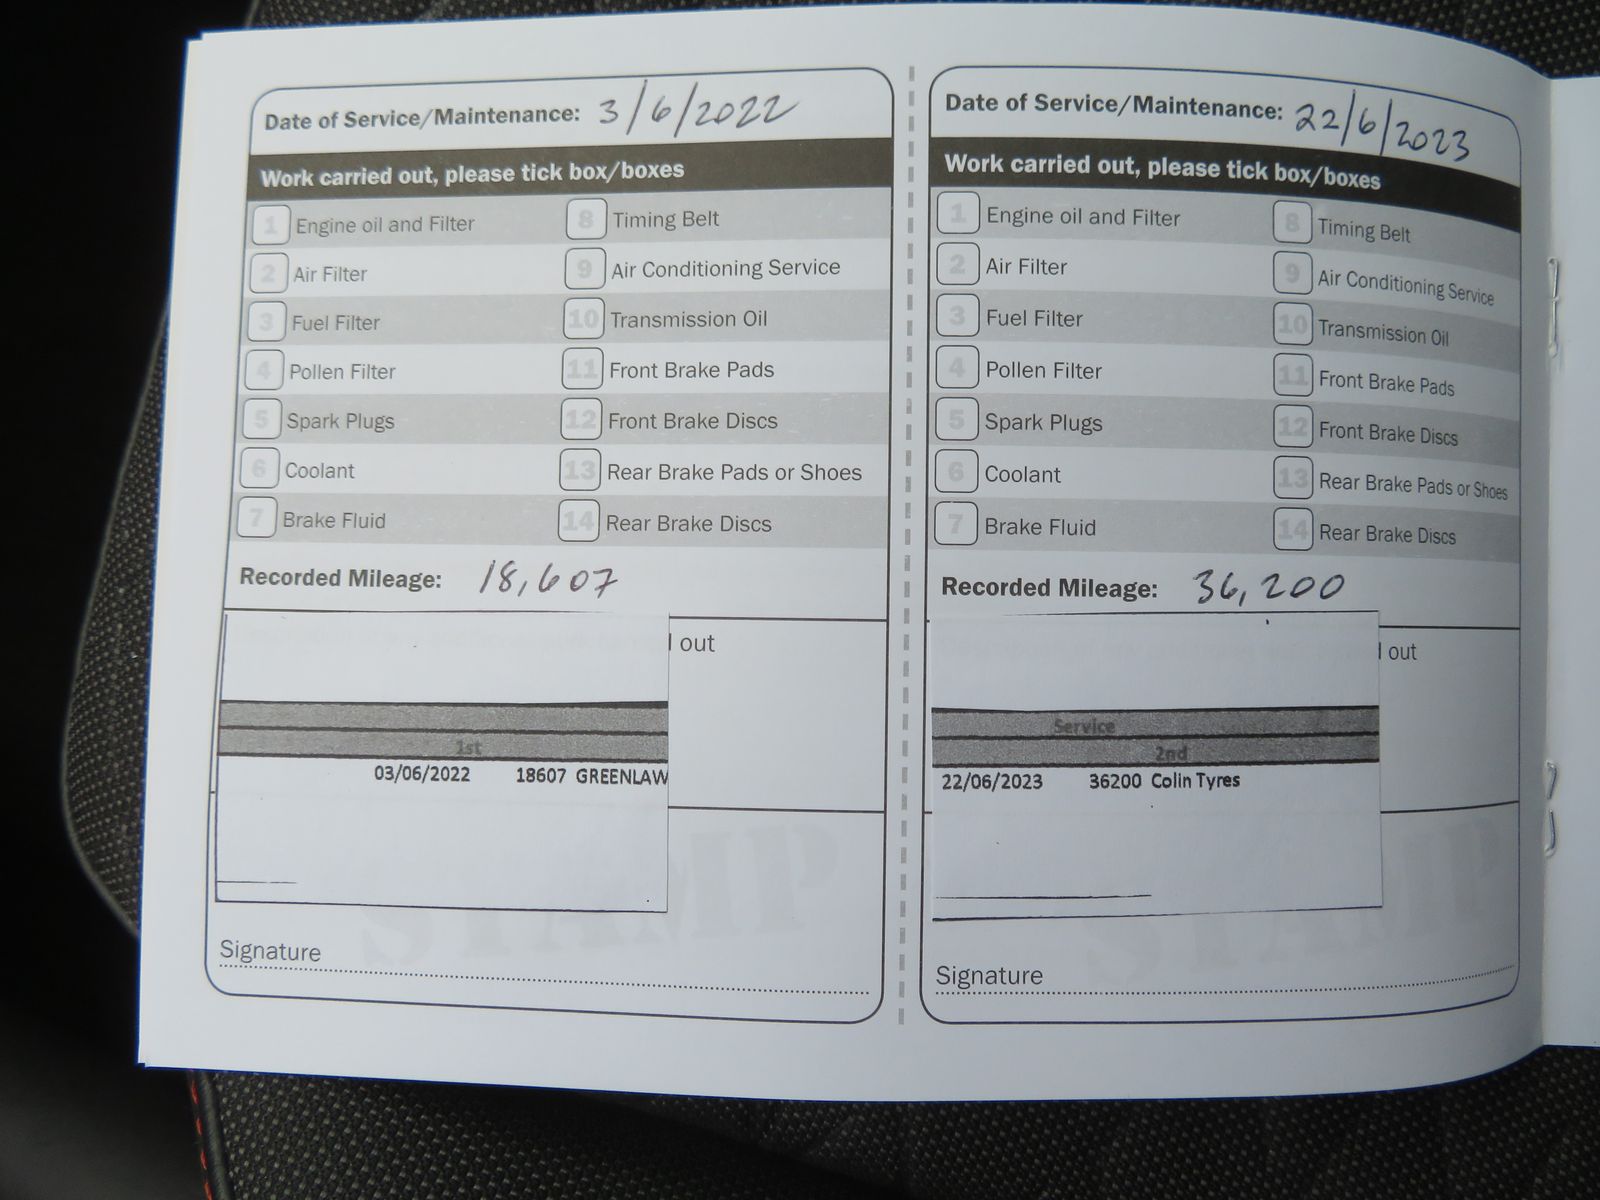 Date of Service/Maintenance: 3/6/2022
Work carried out, please tick box/boxes
1 Engine oil and Filter
2 Air Filter
3 Fuel Filter
4 Pollen Filter
5 Spark Plugs
6 Coolant
7 Brake Fluid
8 Timing Belt
9 Air Conditioning Service
10 Transmission Oil
11 Front Brake Pads
12 Front Brake Discs
13 Rear Brake Pads or Shoes
14 Rear Brake Discs
Recorded Mileage: 18,607
out
1st
03/06/2022 18607 GREENLAW
STAMP
Signature
Date of Service/Maintenance: 22/6/2023
Work carried out, please tick box/boxes
1 Engine oil and Filter
2 Air Filter
3 Fuel Filter
4 Pollen Filter
5 Spark Plugs
6 Coolant
7 Brake Fluid
8 Timing Belt
9 Air Conditioning Service
10 Transmission Oil
11 Front Brake Pads
12 Front Brake Discs
13 Rear Brake Pads or Shoes
14 Rear Brake Discs
Recorded Mileage: 36,200
out
Service
2nd
22/06/2023 36200 Colin Tyres
STAMP
Signature